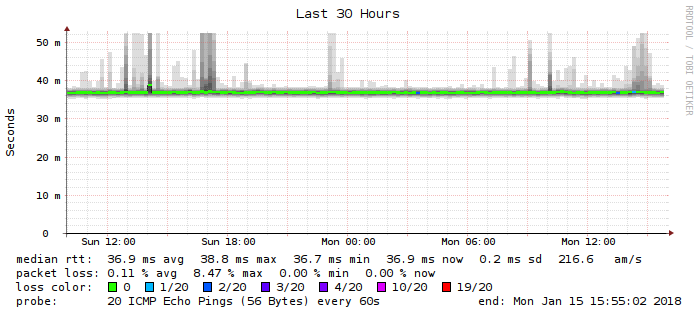 Last 30 Hours
RRDTOOL / TOBI OETIKER
Seconds
50 m
40 m
30 m
20 m
10 m
0
Sun 12:00 Sun 18:00 Mon 00:00 Mon 06:00 Mon 12:00
median rtt: 36.9 ms avg 38.8 ms max 36.7 ms min 36.9 ms now 0.2 ms sd 216.6 am/s
packet loss: 0.11 % avg 8.47 % max 0.00 % min 0.00 % now
loss color: 0 1/20 2/20 3/20 4/20 10/20 19/20
probe: 20 ICMP Echo Pings (56 Bytes) every 60s end: Mon Jan 15 15:55:02 2018